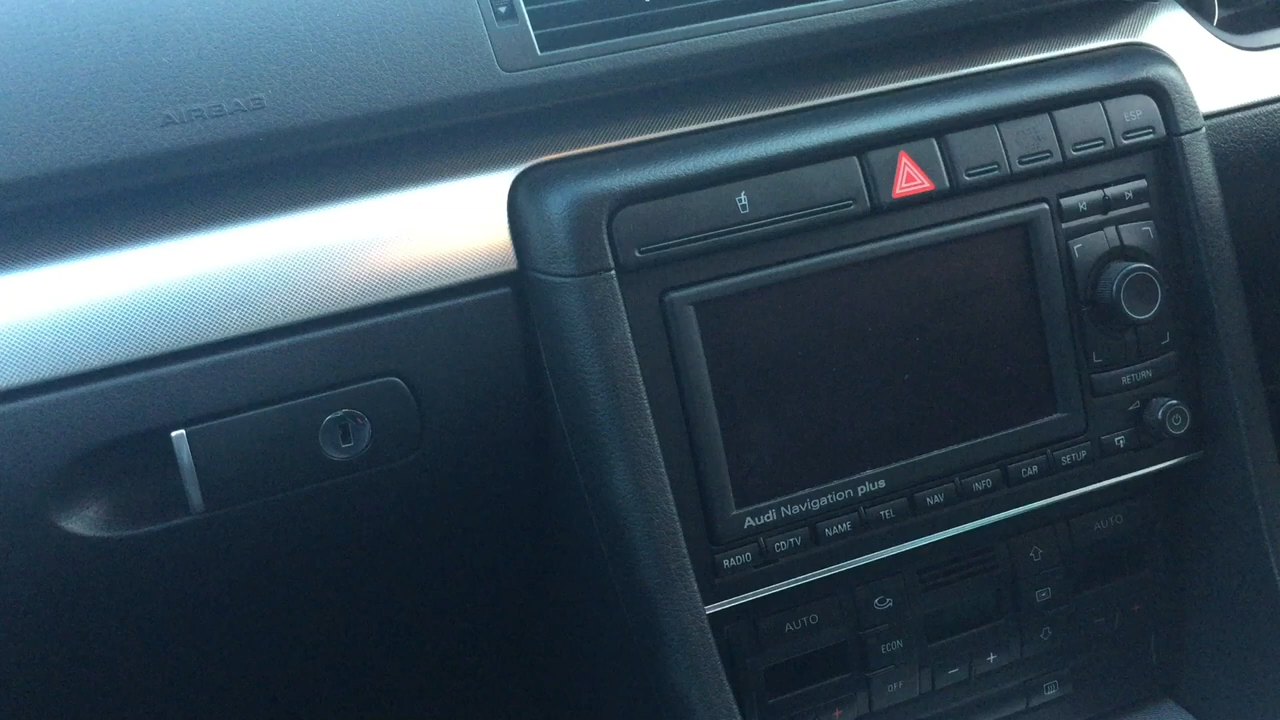 AIRBAG
ESP
RETURN
Audi Navigation plus
RADIO CD/TV NAME TEL NAV INFO CAR SETUP
AUTO
AUTO
ECON
OFF